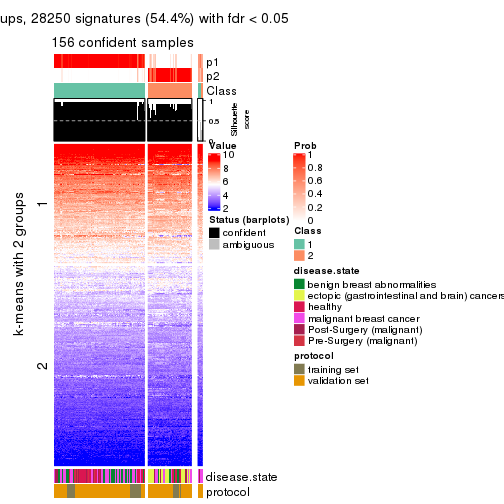 ups, 28250 signatures (54.4%) with fdr < 0.05
156 confident samples
p1
p2
Class
1
0.5
0
Silhouette
score
k-means with 2 groups
1
2
Value
10
8
6
4
2
Status (barplots)
confident
ambiguous
Prob
1
0.8
0.6
0.4
0.2
0
Class
1
2
disease.state
benign breast abnormalities
ectopic (gastrointestinal and brain) cancers
healthy
malignant breast cancer
Post-Surgery (malignant)
Pre-Surgery (malignant)
protocol
training set
validation set
disease.state
protocol